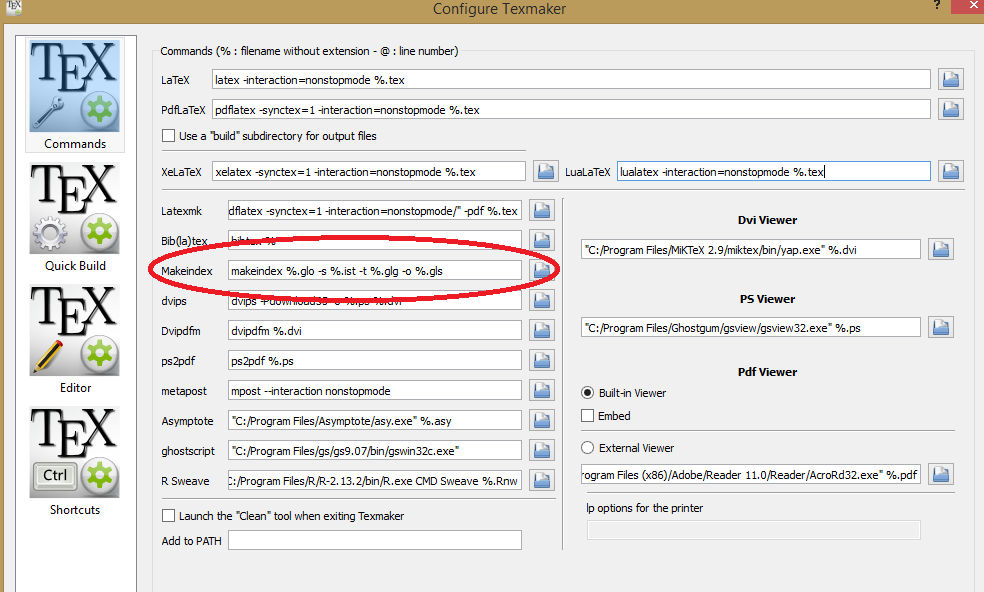 TEX
Configure Texmaker
?
TEX
Commands
TEX
Quick Build
TEX
Editor
TEX
Ctrl
Shortcuts
Commands (% : filename without extension - @ : line number)
LaTeX latex -interaction=nonstopmode %.tex
PdfLaTeX pdflatex -synctex=1 -interaction=nonstopmode %.tex
Use a "build" subdirectory for output files
XeLaTeX xelatex -synctex=1 -interaction=nonstopmode %.tex LuaLaTeX lualatex -interaction=nonstopmode %.tex
Latexmk dflatex -synctex=1 -interaction=nonstopmode/" -pdf %.tex
Bib(la)tex bibtex %
Makeindex makeindex %.glo -s %.ist -t %.glg -o %.gls
dvips dvips +Pdownload35 -o %.ps %.dvi
Dvipdfm dvipdfm %.dvi
ps2pdf ps2pdf %.ps
metapost mpost --interaction nonstopmode
Asymptote "C:/Program Files/Asymptote/asy.exe" %.asy
ghostscript "C:/Program Files/gs/gs9.07/bin/gswin32c.exe"
R Sweave C:/Program Files/R/R-2.13.2/bin/R.exe CMD Sweave %.Rnw
Launch the "Clean" tool when exiting Texmaker
Add to PATH
Dvi Viewer
"C:/Program Files/MiKTeX 2.9/miktex/bin/yap.exe" %.dvi
PS Viewer
"C:/Program Files/Ghostgum/gsview/gsview32.exe" %.ps
Pdf Viewer
Built-in Viewer
Embed
External Viewer
rogram Files (x86)/Adobe/Reader 11.0/Reader/AcroRd32.exe" %.pdf
lp options for the printer